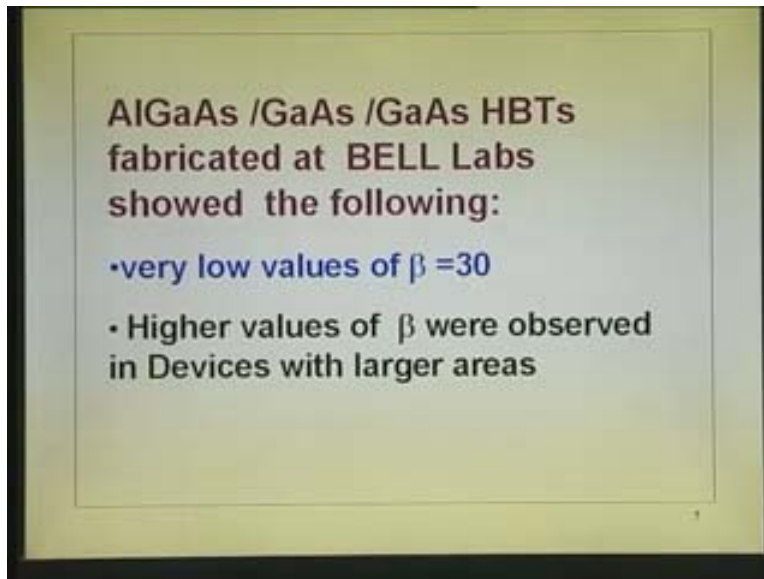 AlGaAs /GaAs /GaAs HBTs
fabricated at BELL Labs
showed the following:
•very low values of β =30
• Higher values of β were observed
in Devices with larger areas